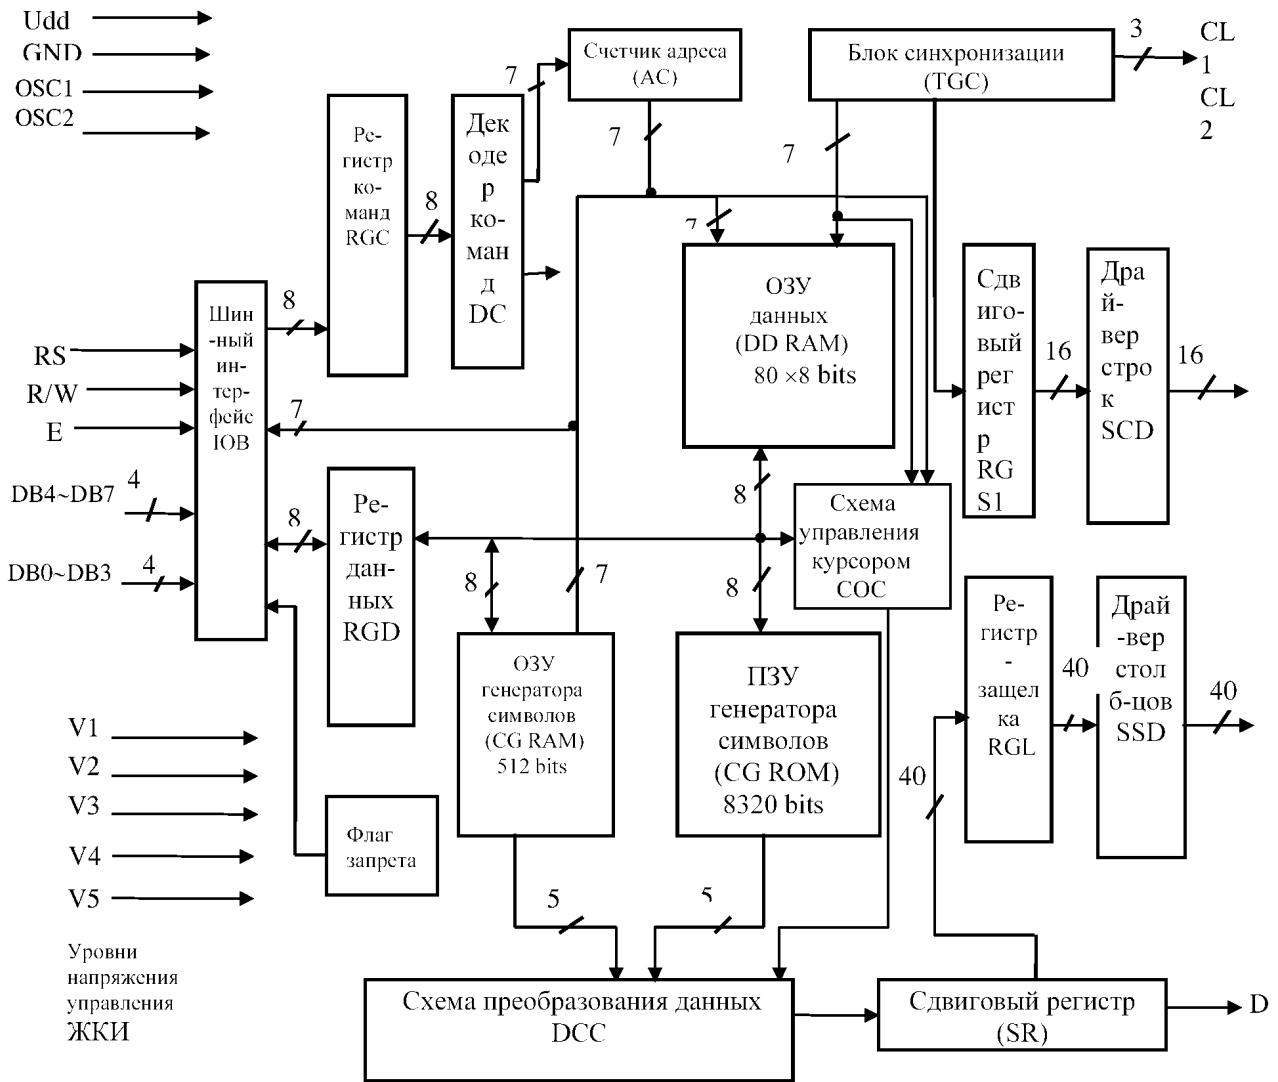 Udd
GND
OSC1
OSC2
Ре-
гистр
ко-
манд
RGC
8
Дек
оде
р
ко-
ман
д
DC
7
Счетчик адреса
(AC)
7
Блок синхронизации
(TGC)
3
CL
1
CL
2
7
7
ОЗУ
данных
(DD RAM)
80 ×8 bits
Сдв
иго-
вый
рег
ист
р
RG
S1
16
Дра
й-
вер
стро
к
SCD
16
Шин
-ный
ин-
тер-
фейс
IOB
8
RS
R/W
E
7
DB4~DB7
4
DB0~DB3
4
8
Ре-
гистр
дан-
ных
RGD
8
8
8
7
Схема
управления
курсором
COC
ОЗУ
генератора
символов
(CG RAM)
512 bits
ПЗУ
генератора
символов
(CG ROM)
8320 bits
Ре-
гистр
-
защел
ка
RGL
40
Драй
-вер
стол
б-цов
SSD
40
40
V1
V2
V3
V4
V5
Флаг
запрета
5
5
Уровни
напряжения
управления
ЖКИ
Схема преобразования данных
DCC
Сдвиговый регистр
(SR)
D